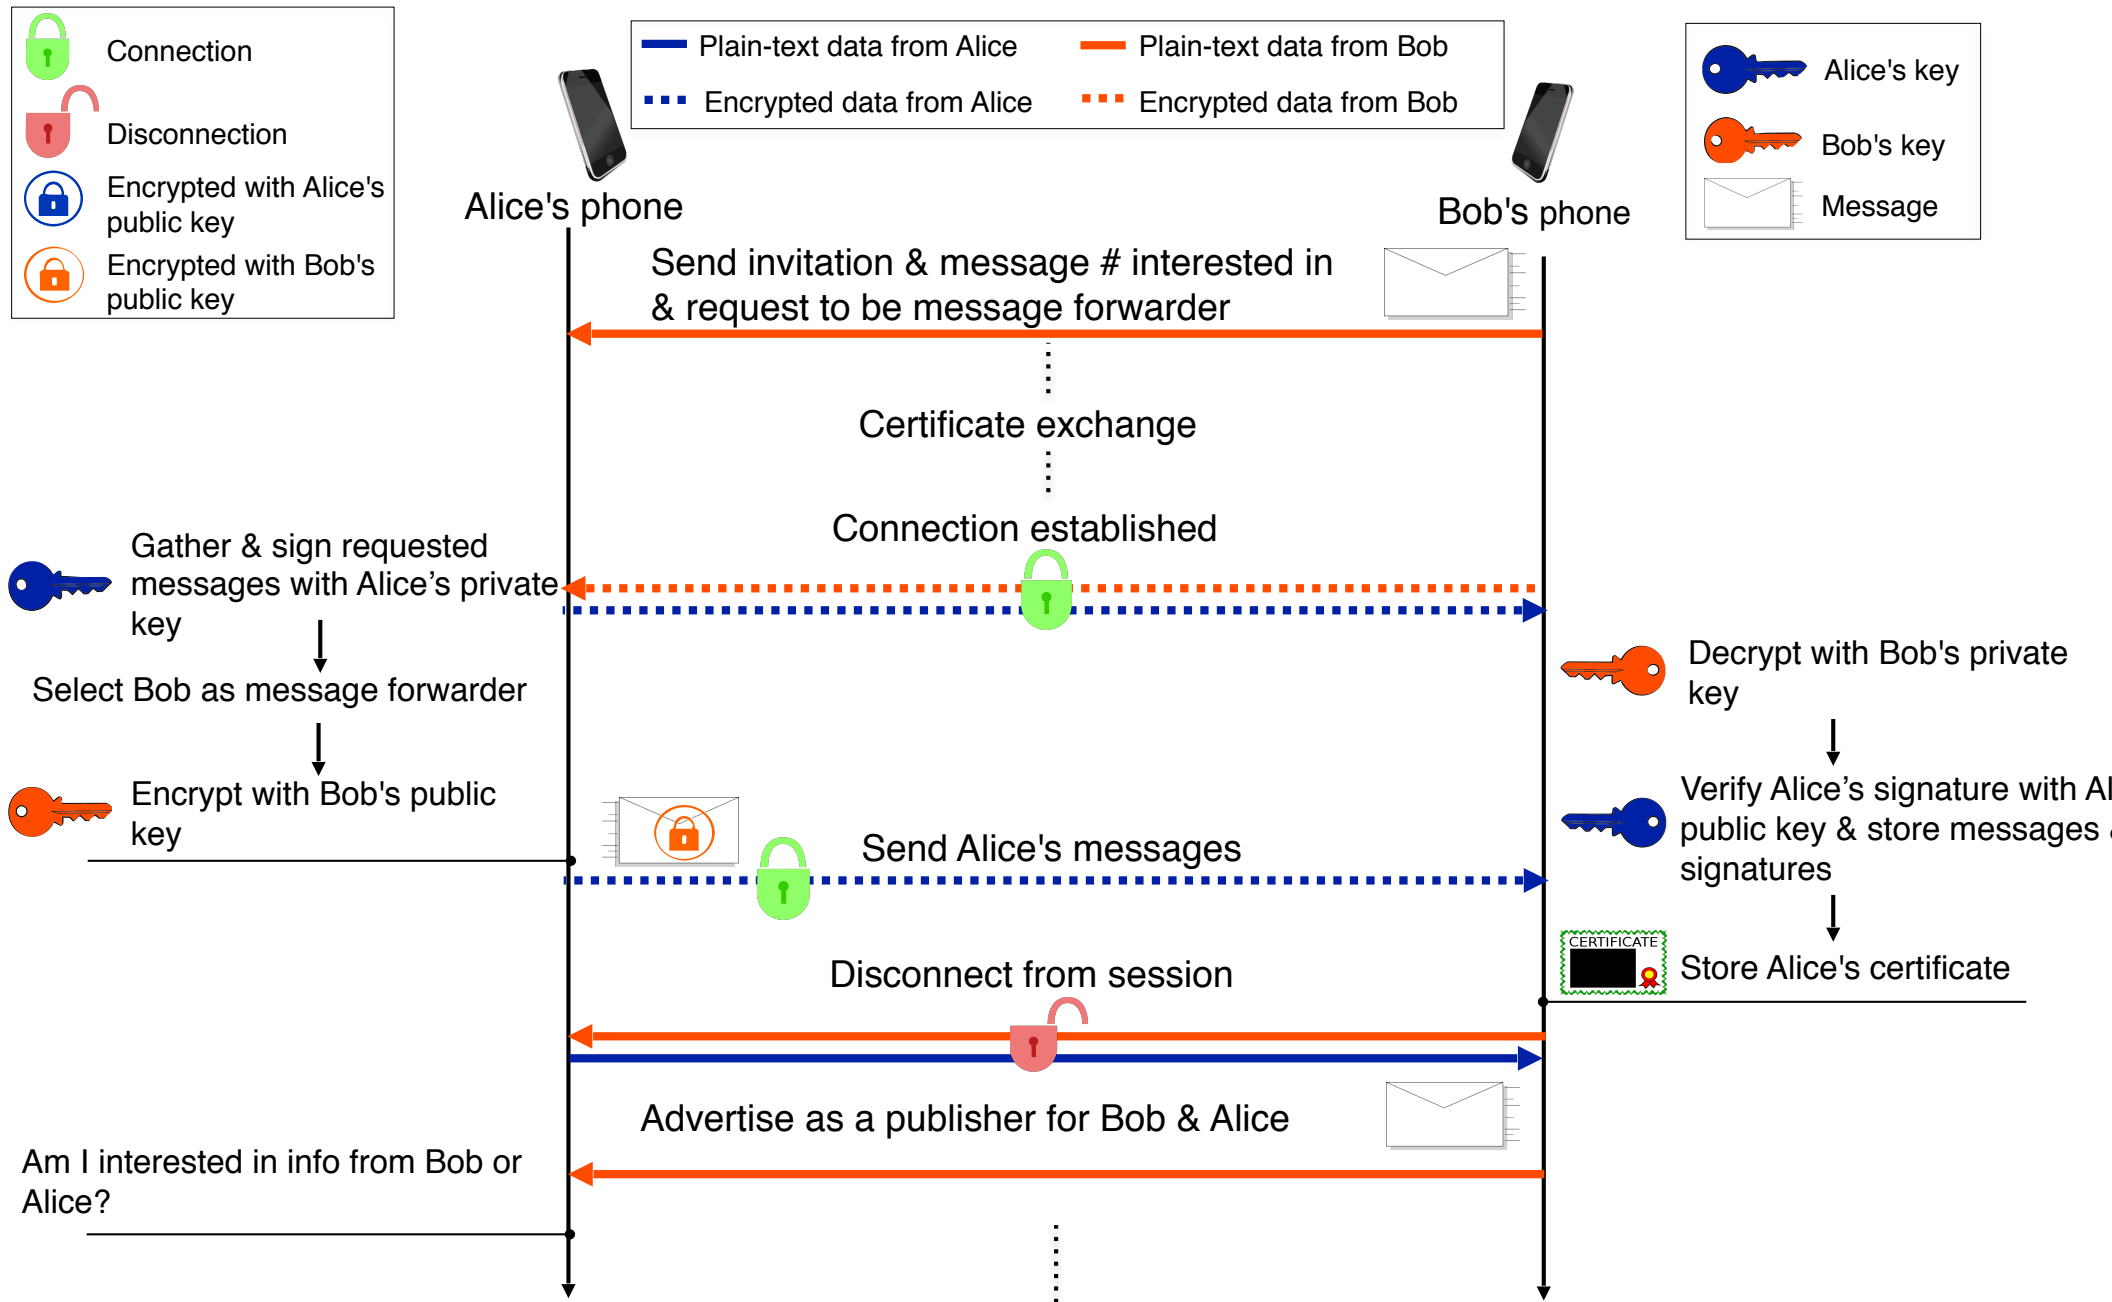 Connection
Disconnection
Encrypted with Alice's
public key
Encrypted with Bob's
public key
Plain-text data from Alice
Plain-text data from Bob
Encrypted data from Alice
Encrypted data from Bob
Alice's key
Bob's key
Message
Alice's phone
Bob's phone
Send invitation & message # interested in
& request to be message forwarder
Certificate exchange
Connection established
Gather & sign requested
messages with Alice’s private
key
Select Bob as message forwarder
Encrypt with Bob's public
key
Decrypt with Bob's private
key
Verify Alice’s signature with
public key & store messages
signatures
Send Alice's messages
CERTIFICATE
Store Alice's certificate
Disconnect from session
Advertise as a publisher for Bob & Alice
Am I interested in info from Bob or
Alice?